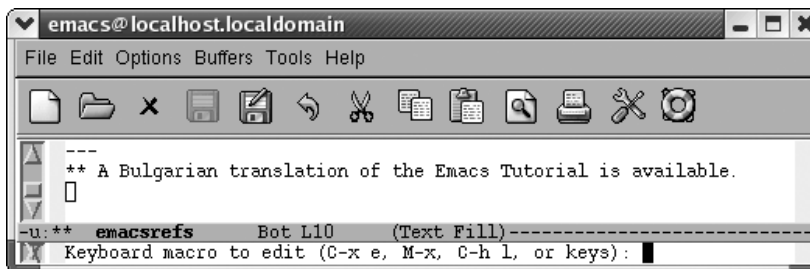 emacs@localhost.localdomain
File Edit Options Buffers Tools Help
---
** A Bulgarian translation of the Emacs Tutorial is available.
-u:** emacsrefs Bot L10 (Text Fill)----------------------------
Keyboard macro to edit (C-x e, M-x, C-h l, or keys):